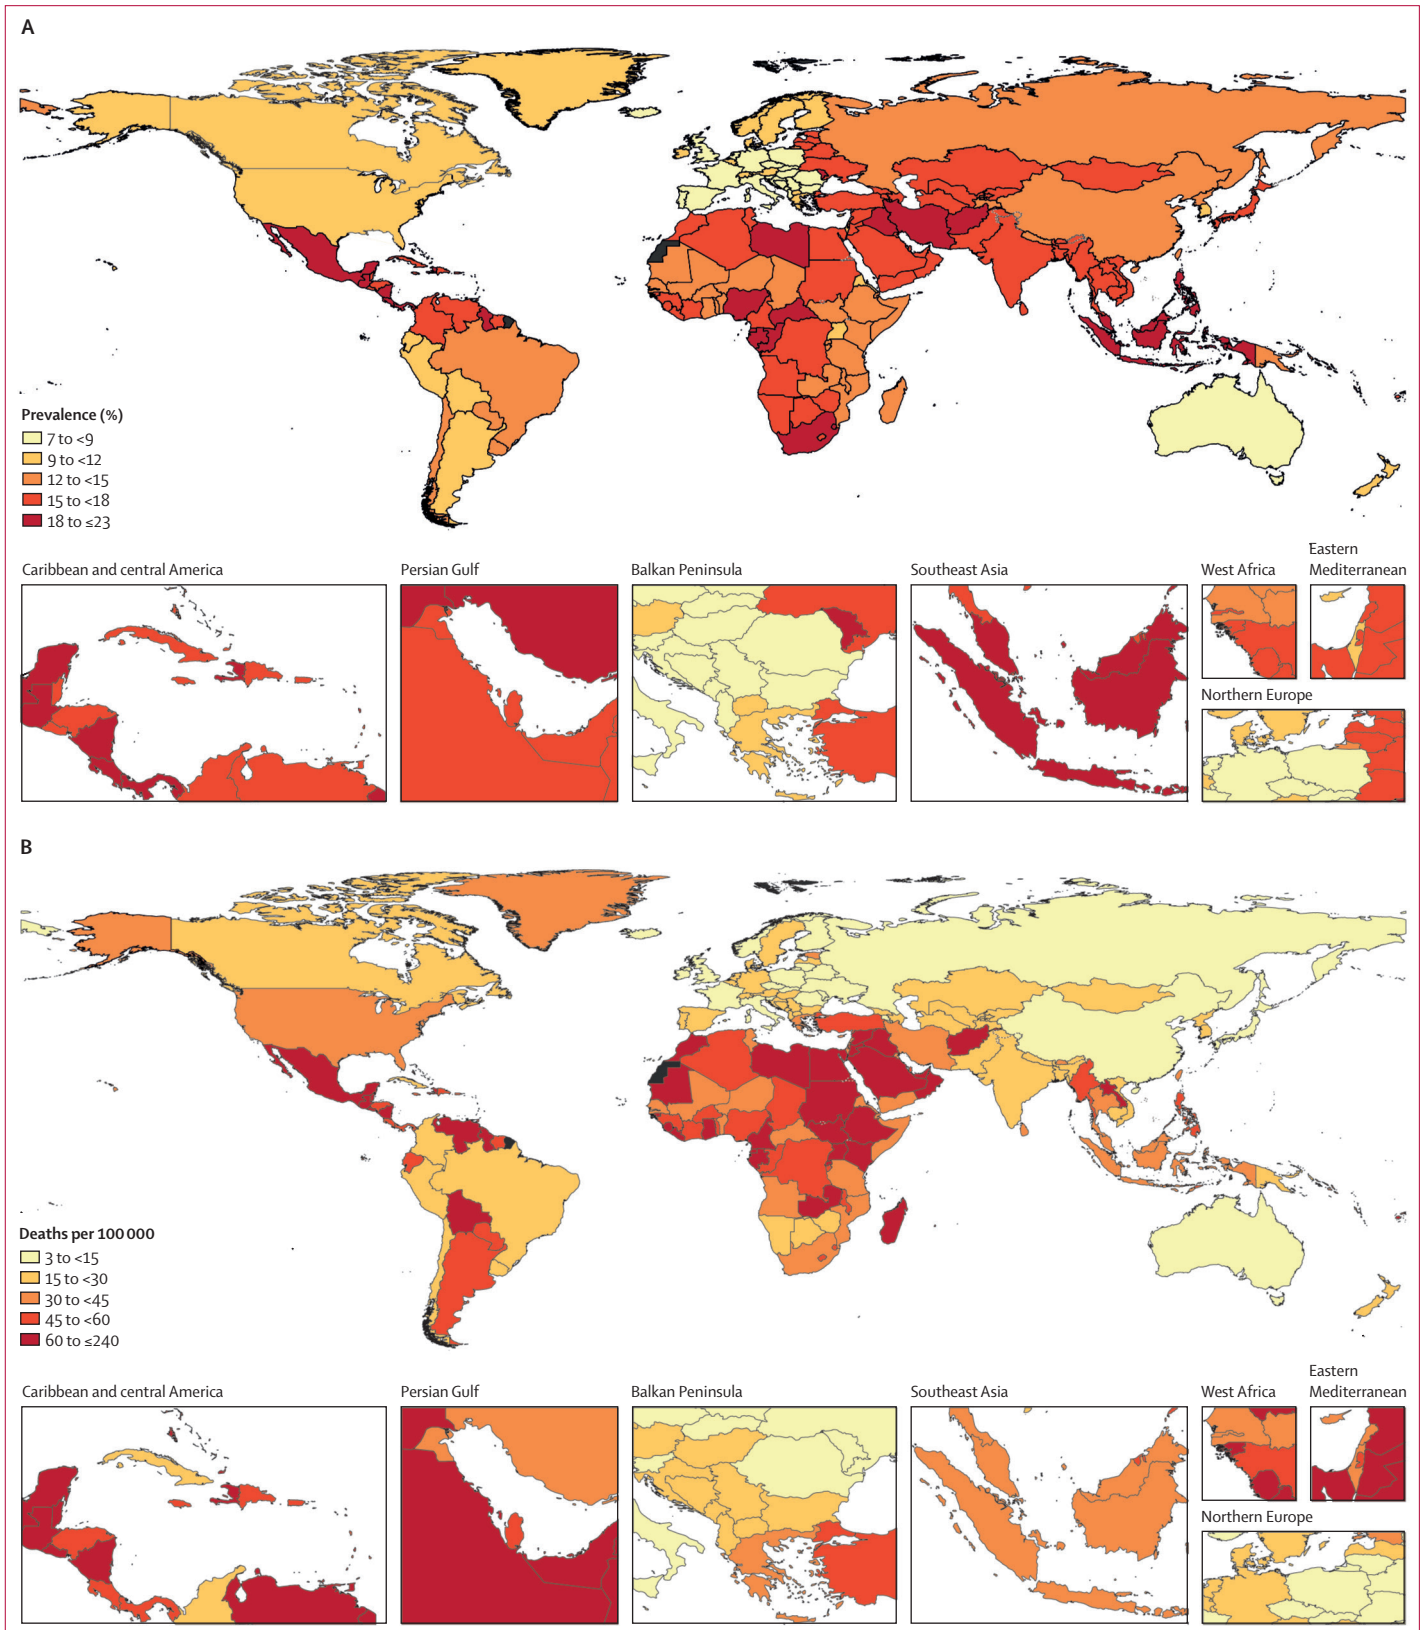 A
Prevalence (%)
7 to <9
9 to <12
12 to <15
15 to <18
18 to ≤23
Caribbean and central America
Persian Gulf
Balkan Peninsula
Southeast Asia
West Africa
Eastern
Mediterranean
Northern Europe
B
Deaths per 100 000
3 to <15
15 to <30
30 to <45
45 to <60
60 to ≤240
Caribbean and central America
Persian Gulf
Balkan Peninsula
Southeast Asia
West Africa
Eastern
Mediterranean
Northern Europe